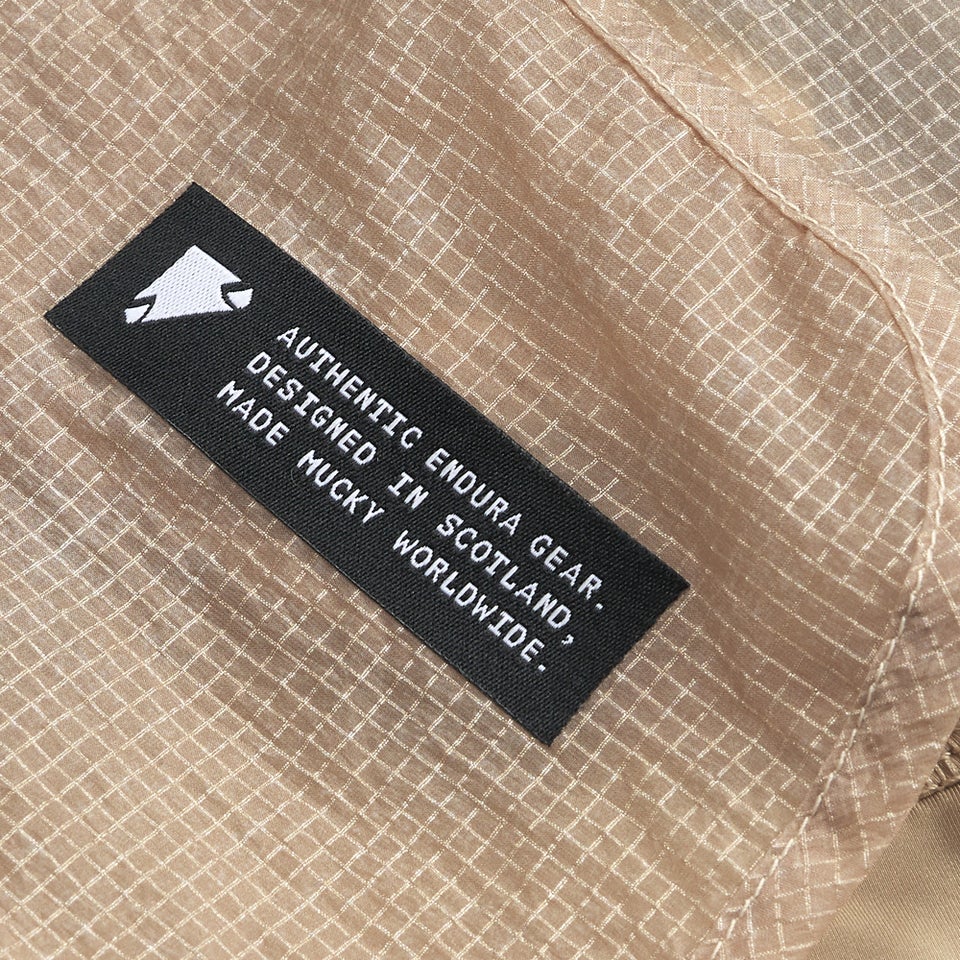 AUTHENTIC ENDURA GEAR.
DESIGNED IN SCOTLAND,
MADE MUCKY WORLDWIDE.